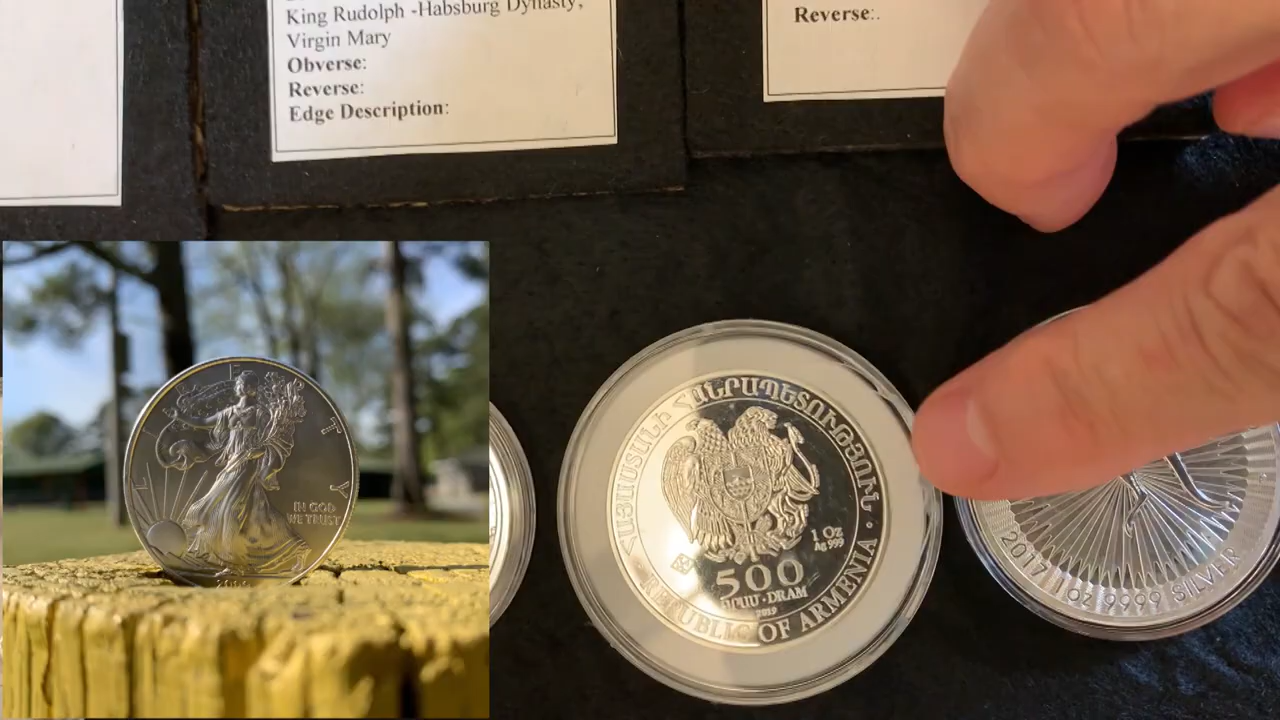 King Rudolph -Habsburg Dynasty,
Virgin Mary
Obverse:
Reverse:
Edge Description:
Reverse:.
L I T Y
IN GOD
WE TRUST
ՀԱՅԱՍՏԱՆԻ ՀԱՆՐԱՊԵՏՈՒԹՅՈՒՆ
1 Oz
Ag 999
500
ԴՐԱՄ · DRAM
2019
REPUBLIC OF ARMENIA
2017 1 OZ 9999 SILVER